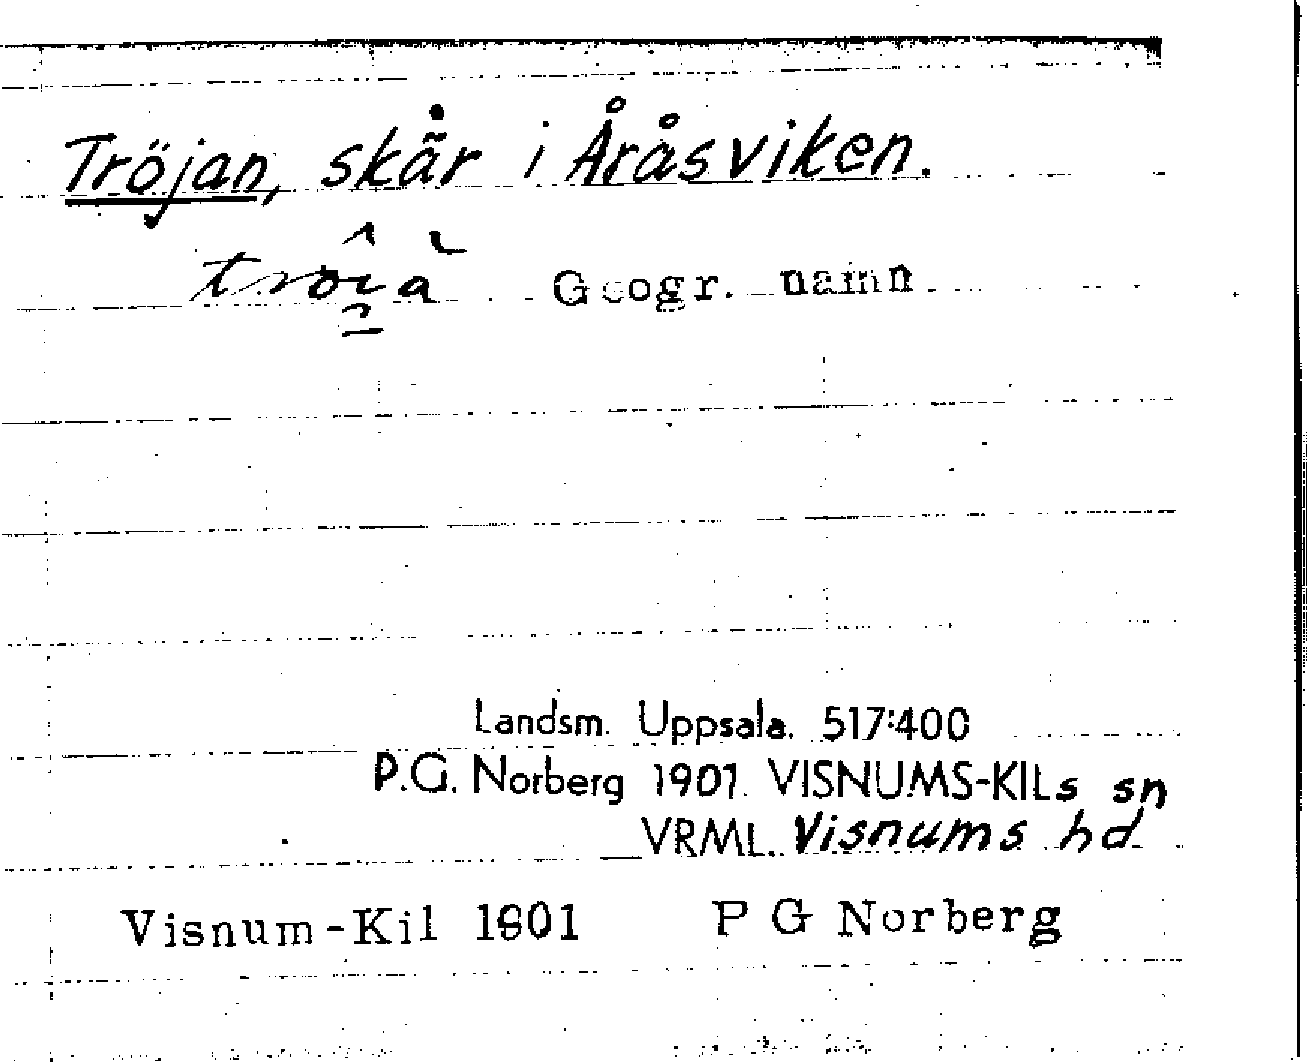 Tröjan, skär i Åråsviken.
Geogr. namn
Landsm. Uppsala. 517:400
P.G. Norberg 1901. VISNUMS-KILs sn
VRML. Visnums hd
Visnum-Kil 1901 P G Norberg